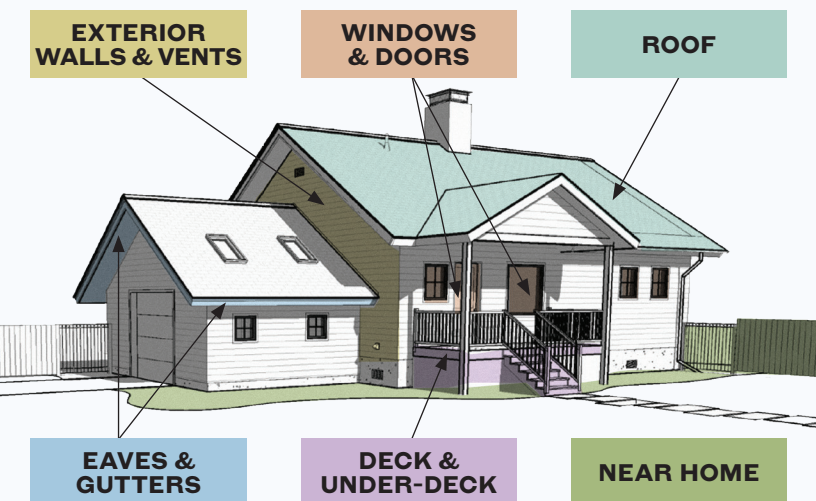 EXTERIOR
WALLS & VENTS
WINDOWS
& DOORS
ROOF
EAVES &
GUTTERS
DECK &
UNDER-DECK
NEAR HOME